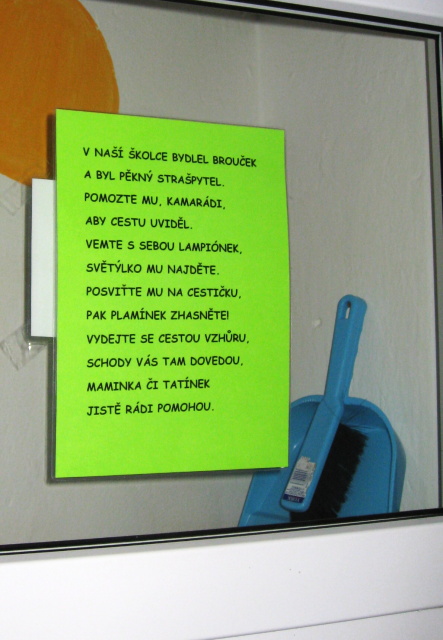 V NAŠÍ ŠKOLCE BYDLEL BROUČEK
A BYL PĚKNÝ STRAŠPYTEL.
POMOZTE MU, KAMARÁDI,
ABY CESTU UVIDĚL.
VEMTE S SEBOU LAMPIÓNEK,
SVĚTÝLKO MU NAJDĚTE.
POSVIŤTE MU NA CESTIČKU,
PAK PLAMÍNEK ZHASNĚTE!
VYDEJTE SE CESTOU VZHŮRU,
SCHODY VÁS TAM DOVEDOU,
MAMINKA ČI TATÍNEK
JISTĚ RÁDI POMOHOU.